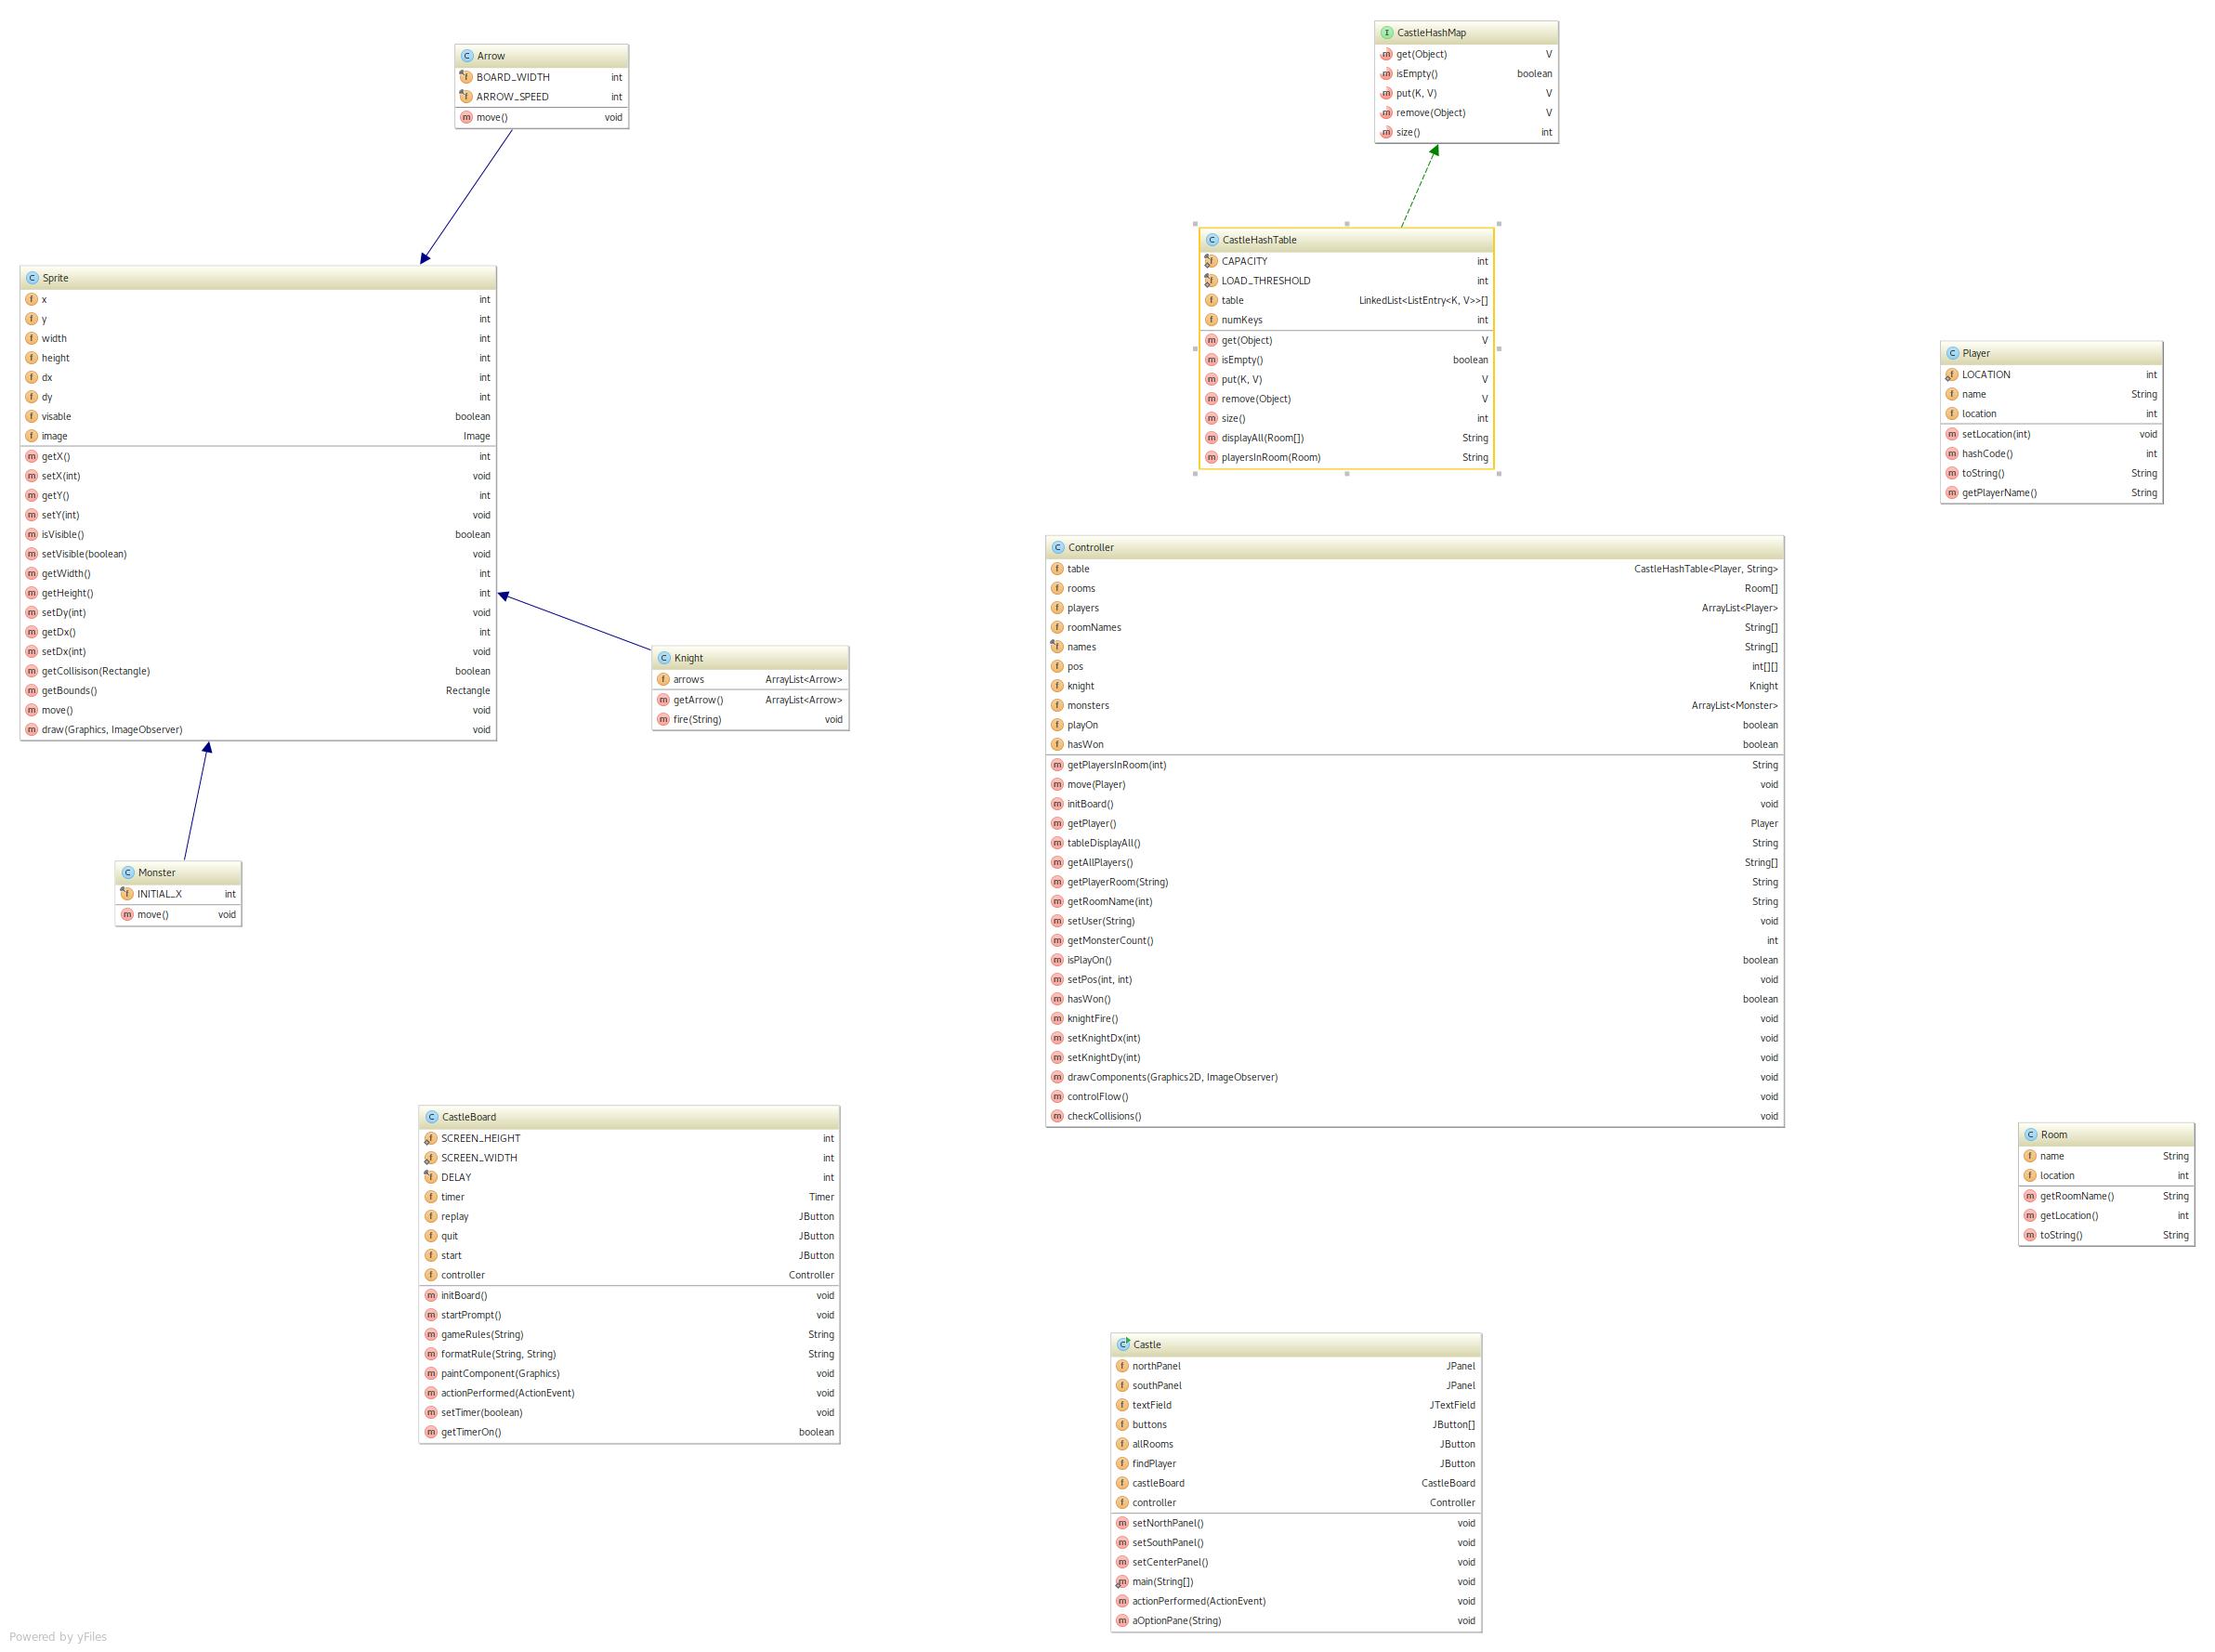 Arrow
BOARD_WIDTH int
ARROW_SPEED int
move() void
CastleHashMap
get(Object) V
isEmpty() boolean
put(K, V) V
remove(Object) V
size() int
CastleHashTable
CAPACITY int
LOAD_THRESHOLD int
table LinkedList<ListEntry<K, V>>[]
numKeys int
get(Object) V
isEmpty() boolean
put(K, V) V
remove(Object) V
size() int
displayAll(Room[]) String
playersInRoom(Room) String
Sprite
x int
y int
width int
height int
dx int
dy int
visable boolean
image Image
getX() int
setX(int) void
getY() int
setY(int) void
isVisible() boolean
setVisible(boolean) void
getWidth() int
getHeight() int
setDy(int) void
getDx() int
setDx(int) void
getCollisison(Rectangle) boolean
getBounds() Rectangle
move() void
draw(Graphics, ImageObserver) void
Player
LOCATION int
name String
location int
setLocation(int) void
hashCode() int
toString() String
getPlayerName() String
Controller
table CastleHashTable<Player, String>
rooms Room[]
players ArrayList<Player>
roomNames String[]
names String[]
pos int[][]
knight Knight
monsters ArrayList<Monster>
playOn boolean
hasWon boolean
getPlayersInRoom(int) String
move(Player) void
initBoard() void
getPlayer() Player
tableDisplayAll() String
getAllPlayers() String[]
getPlayerRoom(String) String
getRoomName(int) String
setUser(String) void
getMonsterCount() int
isPlayOn() boolean
setPos(int, int) void
hasWon() boolean
knightFire() void
setKnightDx(int) void
setKnightDy(int) void
drawComponents(Graphics2D, ImageObserver) void
controlFlow() void
checkCollisions() void
Knight
arrows ArrayList<Arrow>
getArrow() ArrayList<Arrow>
fire(String) void
Monster
INITIAL_X int
move() void
CastleBoard
SCREEN_HEIGHT int
SCREEN_WIDTH int
DELAY int
timer Timer
replay JButton
quit JButton
start JButton
controller Controller
initBoard() void
startPrompt() void
gameRules(String) String
formatRule(String, String) String
paintComponent(Graphics) void
actionPerformed(ActionEvent) void
setTimer(boolean) void
getTimerOn() boolean
Room
name String
location int
getRoomName() String
getLocation() int
toString() String
Castle
northPanel JPanel
southPanel JPanel
textField JTextField
buttons JButton[]
allRooms JButton
findPlayer JButton
castleBoard CastleBoard
controller Controller
setNorthPanel() void
setSouthPanel() void
setCenterPanel() void
main(String[]) void
actionPerformed(ActionEvent) void
aOptionPane(String) void
Powered by yFiles